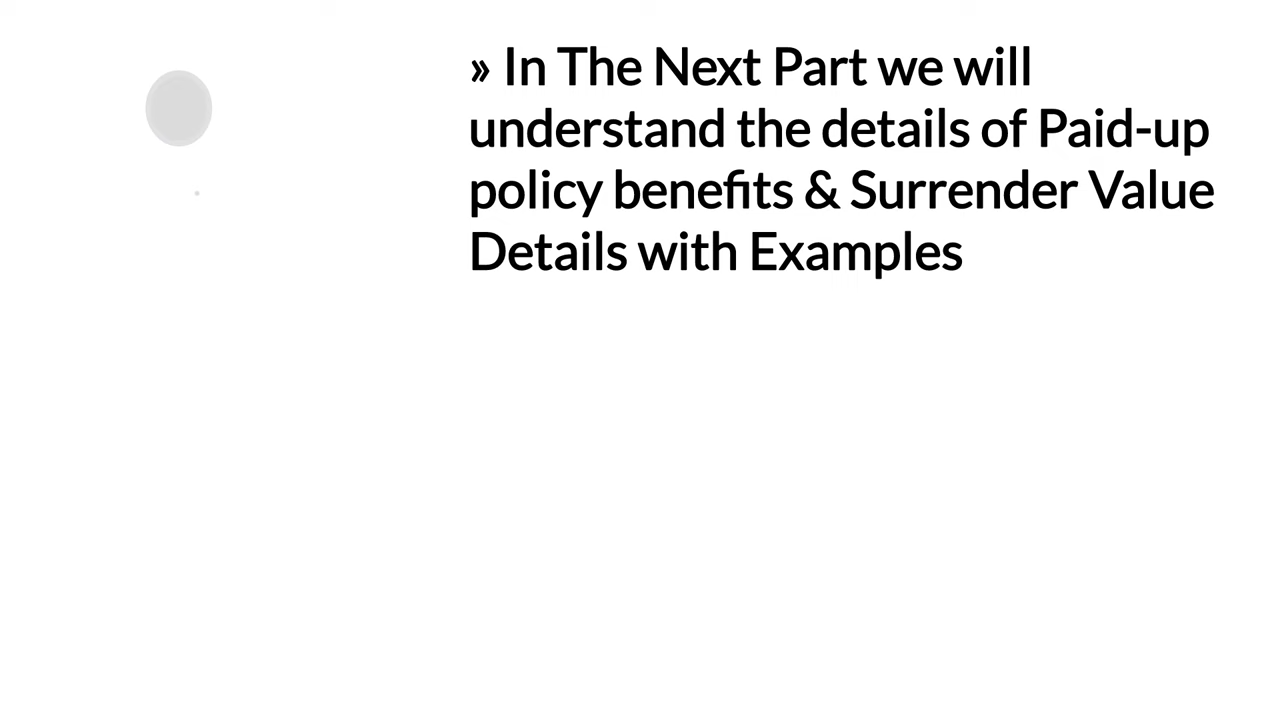 » In The Next Part we will
understand the details of Paid-up
policy benefits & Surrender Value
Details with Examples